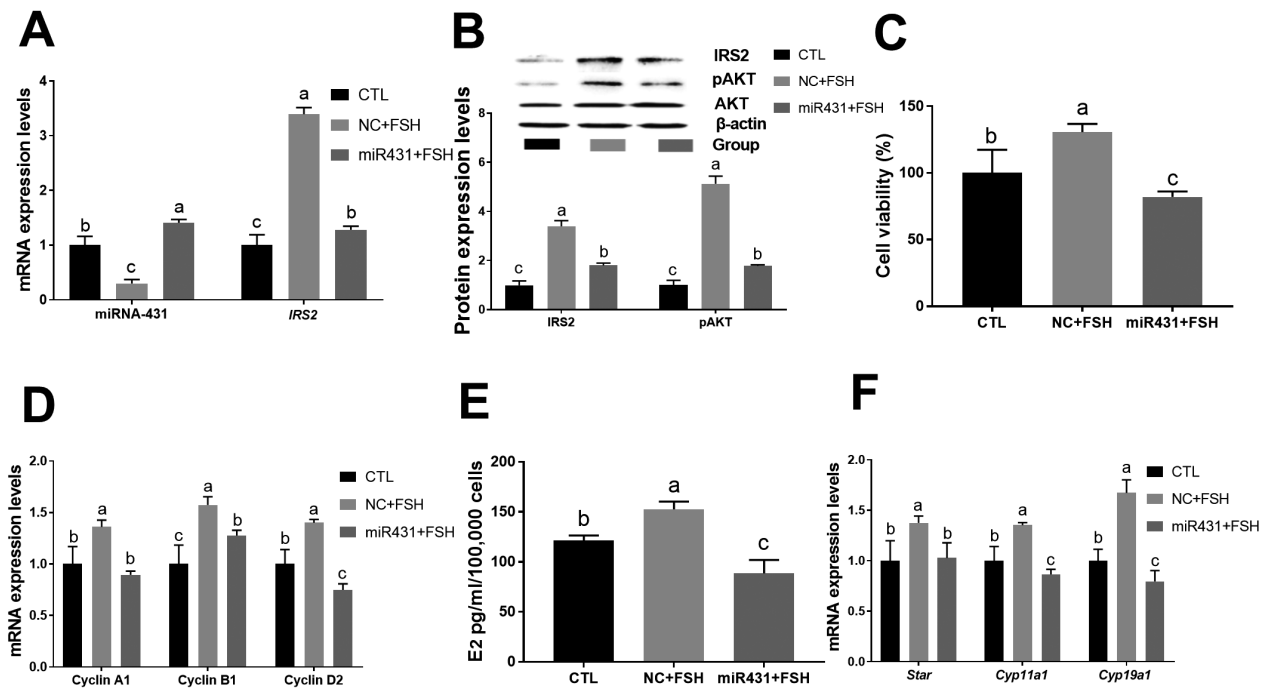 A
mRNA expression levels
4
3
2
1
0
b
c
a
c
a
b
CTL
NC+FSH
miR431+FSH
miRNA-431
IRS2
B
Protein expression levels
8
6
4
2
0
IRS2
pAKT
AKT
β-actin
Group
CTL
NC+FSH
miR431+FSH
c
a
b
c
a
b
IRS2
pAKT
C
Cell viability (%)
150
100
50
0
b
a
c
CTL
NC+FSH
miR431+FSH
D
mRNA expression levels
2.0
1.5
1.0
0.5
0.0
b
a
b
c
a
b
b
a
c
CTL
NC+FSH
miR431+FSH
Cyclin A1
Cyclin B1
Cyclin D2
E
E2 pg/ml/100,000 cells
200
150
100
50
0
b
a
c
CTL
NC+FSH
miR431+FSH
F
mRNA expression levels
2.0
1.5
1.0
0.5
0.0
b
a
b
b
a
c
b
a
c
CTL
NC+FSH
miR431+FSH
Star
Cyp11a1
Cyp19a1